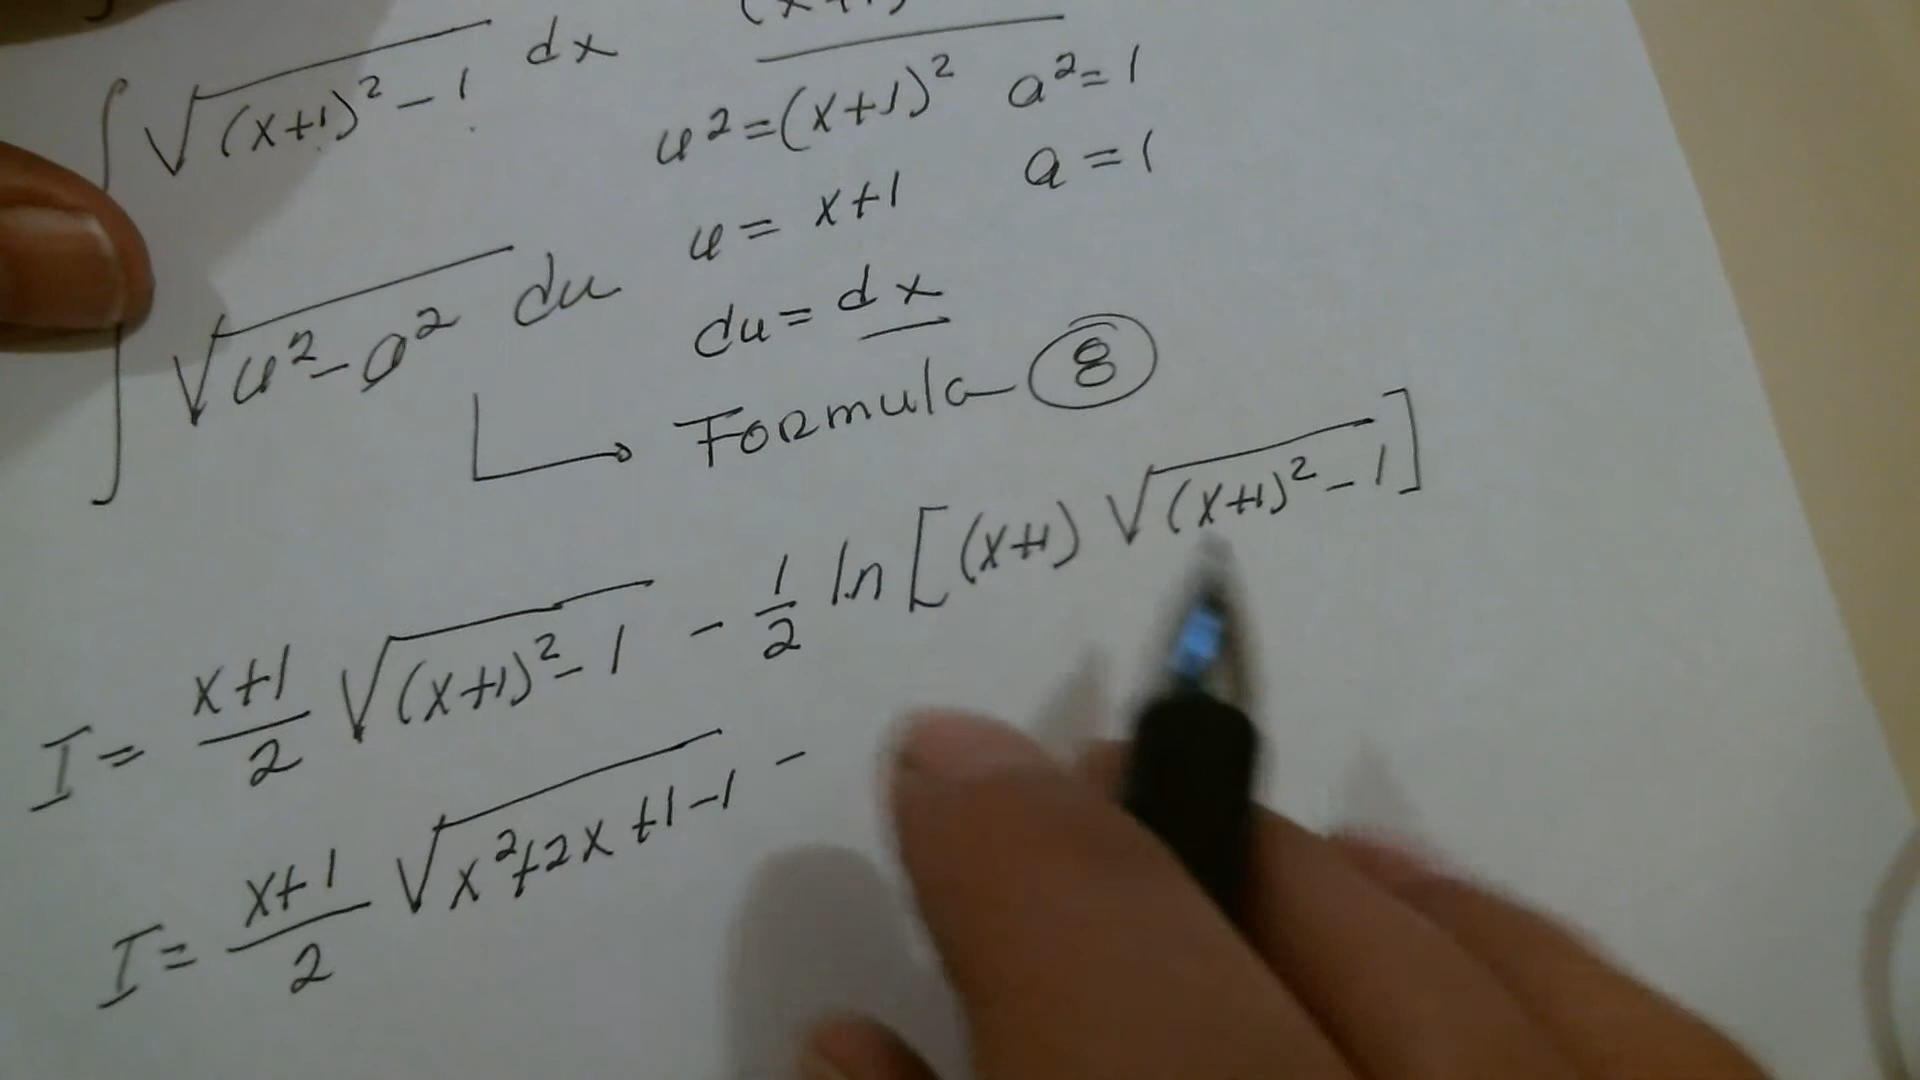 ∫ √(x+1)² - 1 dx
u² = (x+1)² a² = 1
u = x+1 a = 1
∫ √u² - a² du
du = dx
Formula 8
I = x+1/2 √(x+1)² - 1 - 1/2 ln [(x+1) √(x+1)² - 1]
I = x+1/2 √x² + 2x + 1 - 1 -